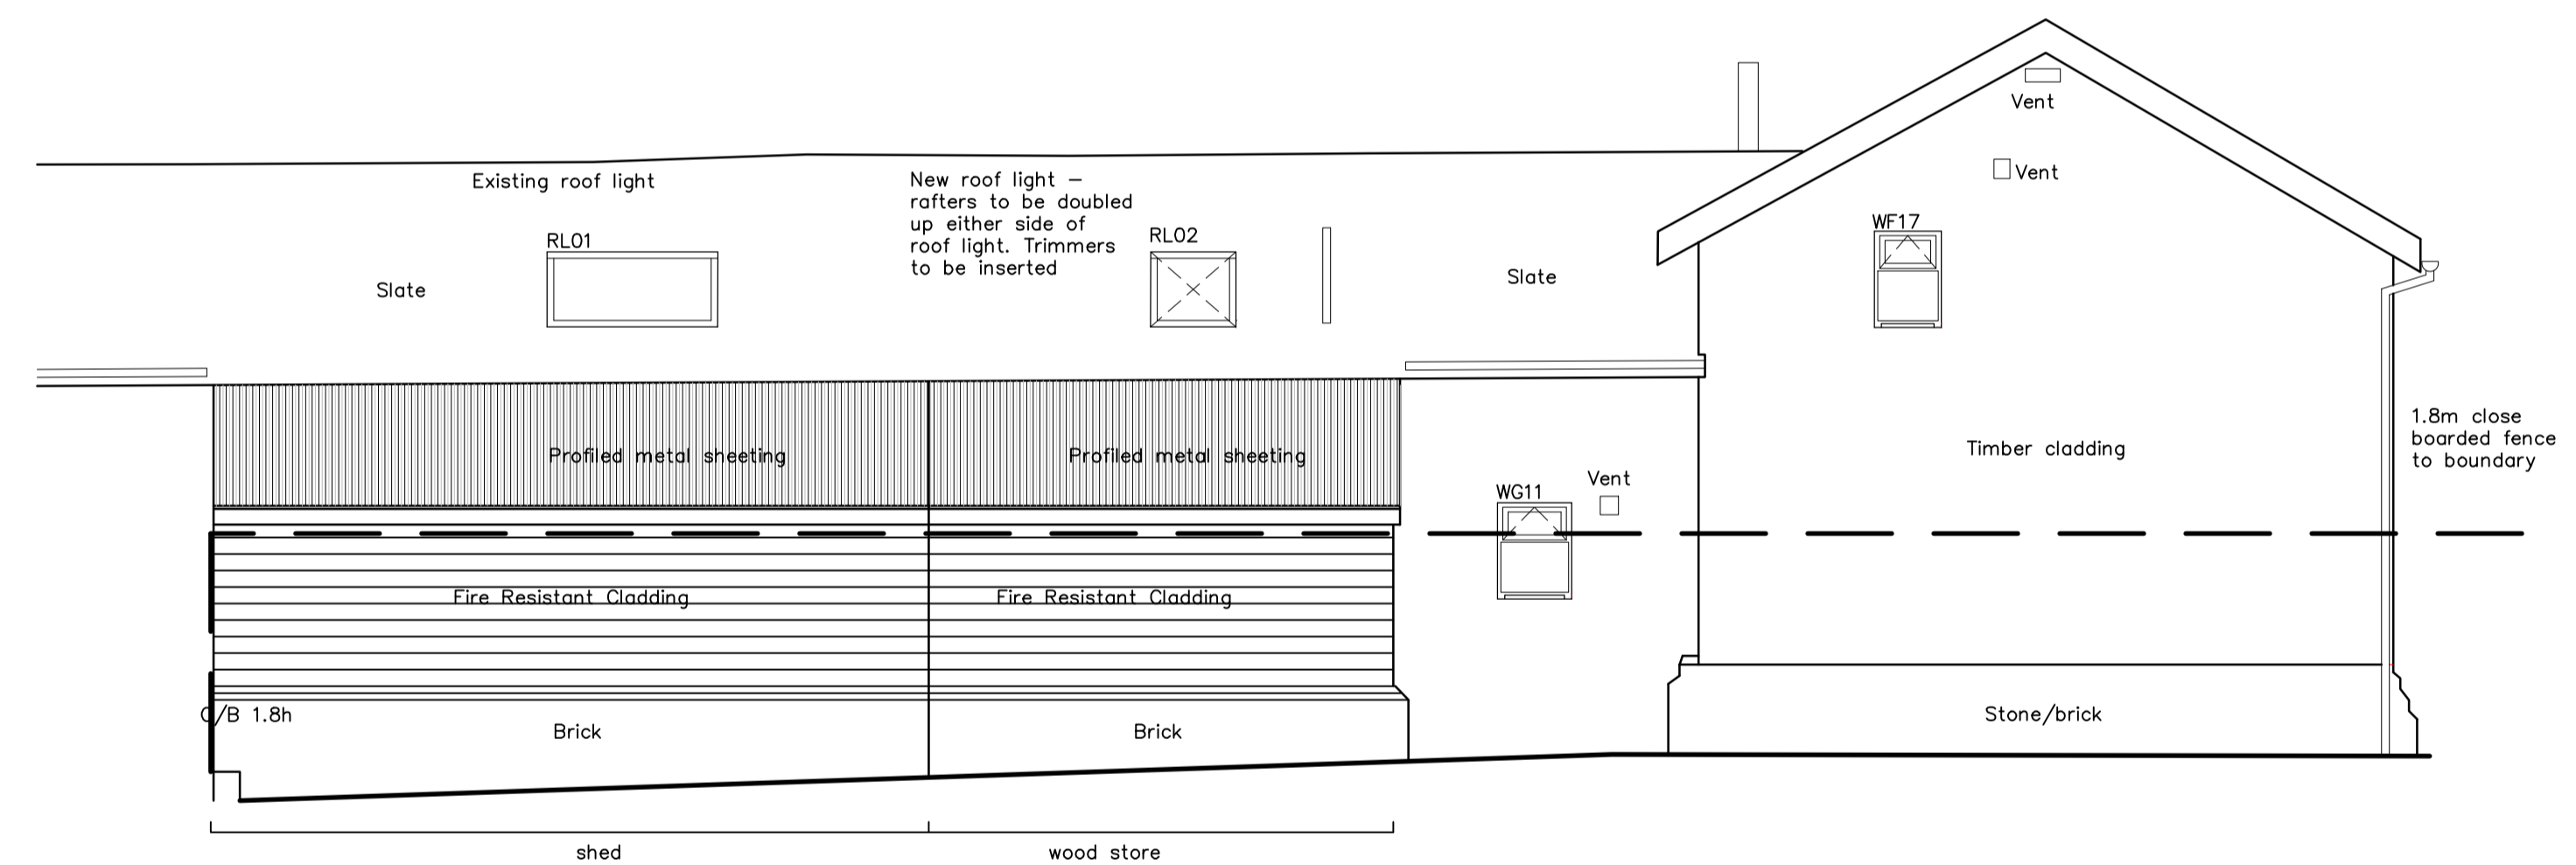 Vent
Vent
Existing roof light
New roof light –
rafters to be doubled
up either side of
roof light. Trimmers
to be inserted
RL01
RL02
WF17
Slate
Slate
1.8m close
boarded fence
to boundary
Profiled metal sheeting
Profiled metal sheeting
Timber cladding
Vent
WG11
Fire Resistant Cladding
Fire Resistant Cladding
C/B 1.8h
Brick
Brick
Stone/brick
shed
wood store